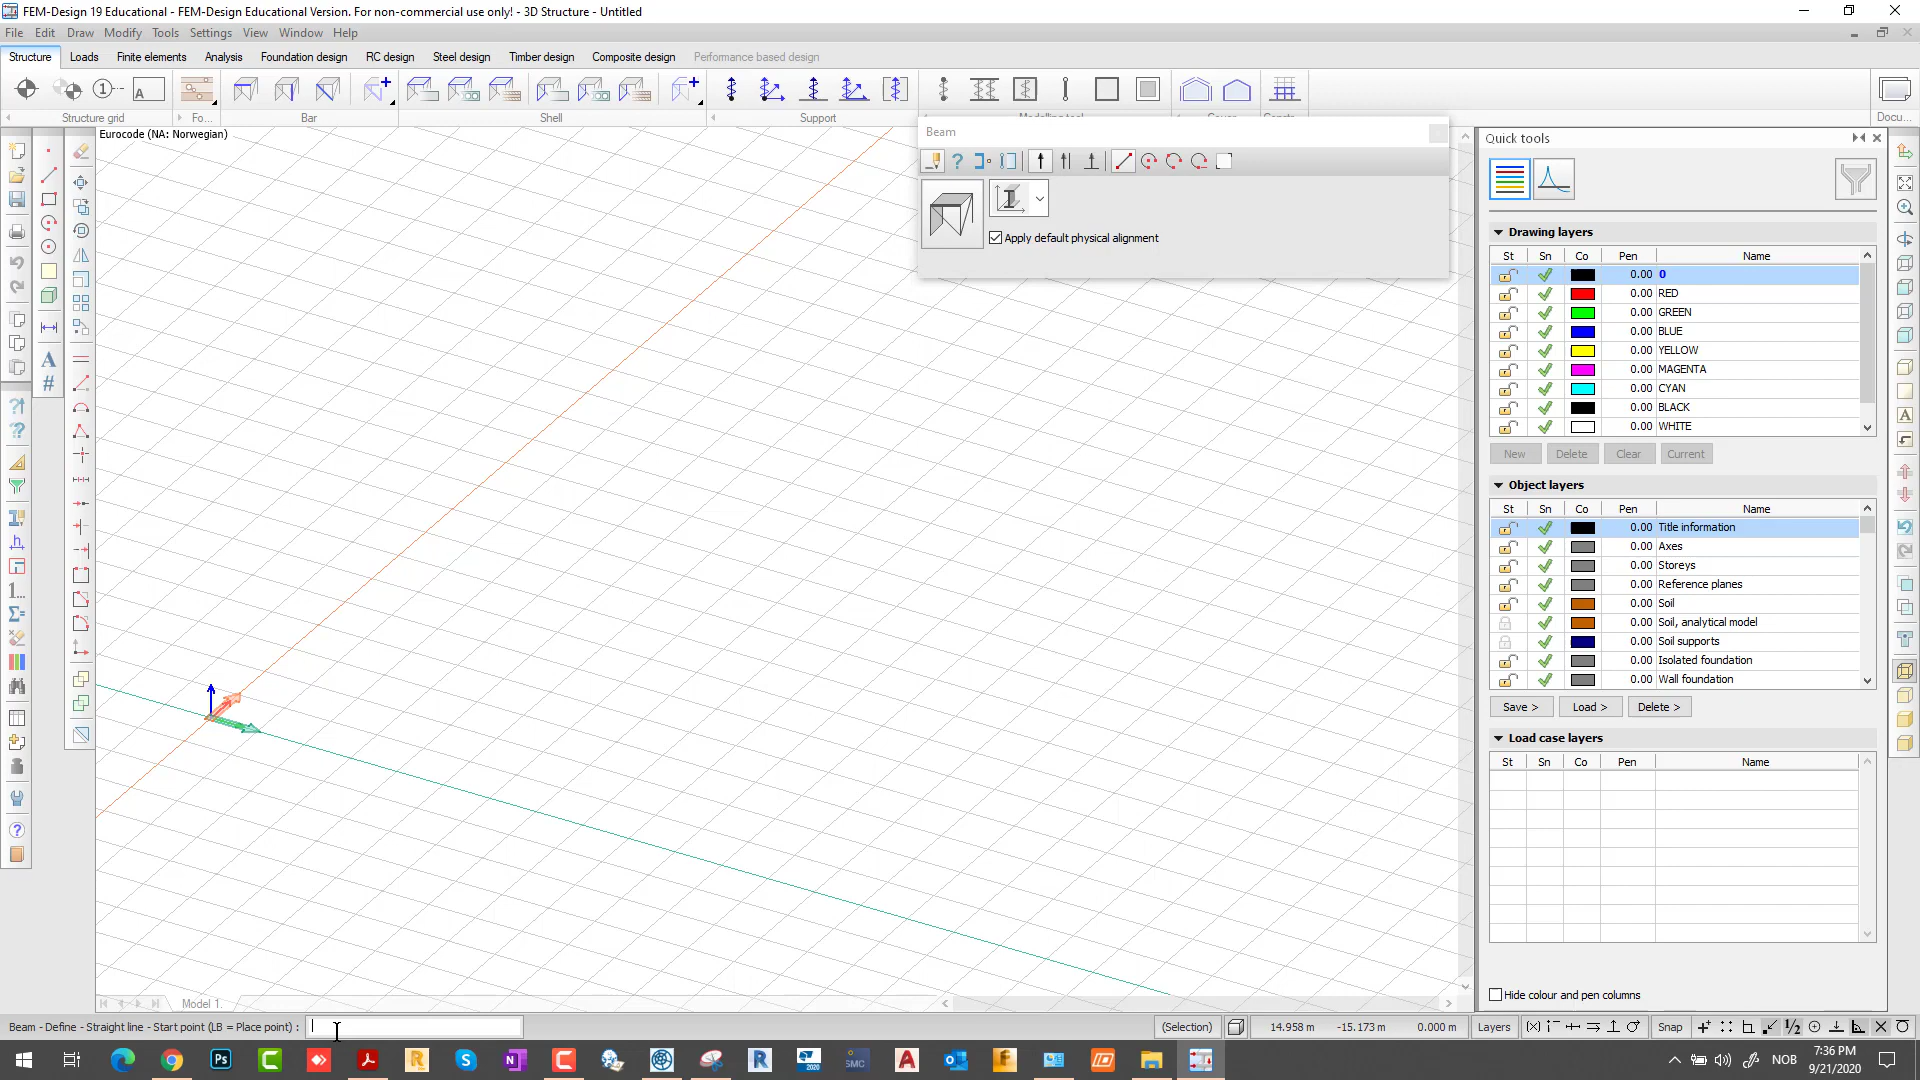 FEM-Design 19 Educational - FEM-Design Educational Version. For non-commercial use only! - 3D Structure - Untitled
File Edit Draw Modify Tools Settings View Window Help
Structure Loads Finite elements Analysis Foundation design RC design Steel design Timber design Composite design Performance based design
Structure grid Fo... Bar Shell Support Docu...
Eurocode (NA: Norwegian)
Beam
Apply default physical alignment
Quick tools
Drawing layers
St Sn Co Pen Name
0.00 0
0.00 RED
0.00 GREEN
0.00 BLUE
0.00 YELLOW
0.00 MAGENTA
0.00 CYAN
0.00 BLACK
0.00 WHITE
New Delete Clear Current
Object layers
St Sn Co Pen Name
0.00 Title information
0.00 Axes
0.00 Storeys
0.00 Reference planes
0.00 Soil
0.00 Soil, analytical model
0.00 Soil supports
0.00 Isolated foundation
0.00 Wall foundation
Save > Load > Delete >
Load case layers
St Sn Co Pen Name
Hide colour and pen columns
Model 1.
Beam - Define - Straight line - Start point (LB = Place point) :
(Selection) 14.958 m -15.173 m 0.000 m Layers Snap
NOB
7:36 PM
9/21/2020